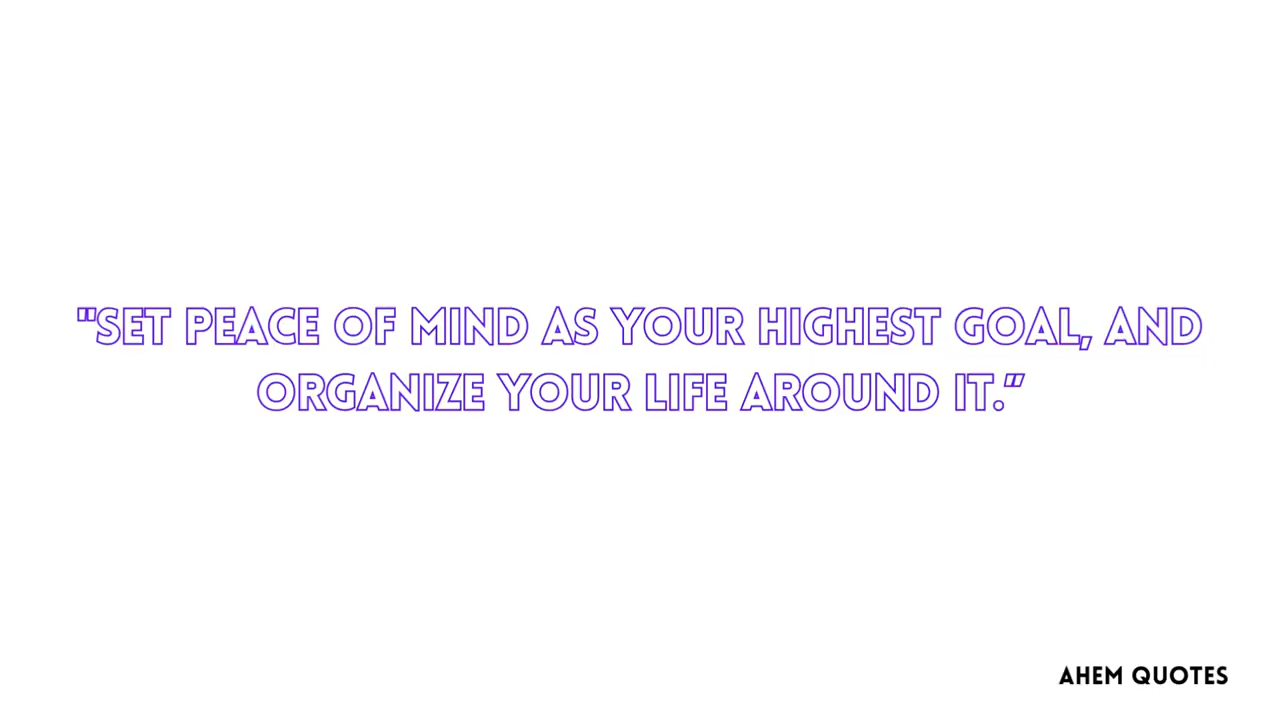 "SET PEACE OF MIND AS YOUR HIGHEST GOAL, AND
ORGANIZE YOUR LIFE AROUND IT."
AHEM QUOTES